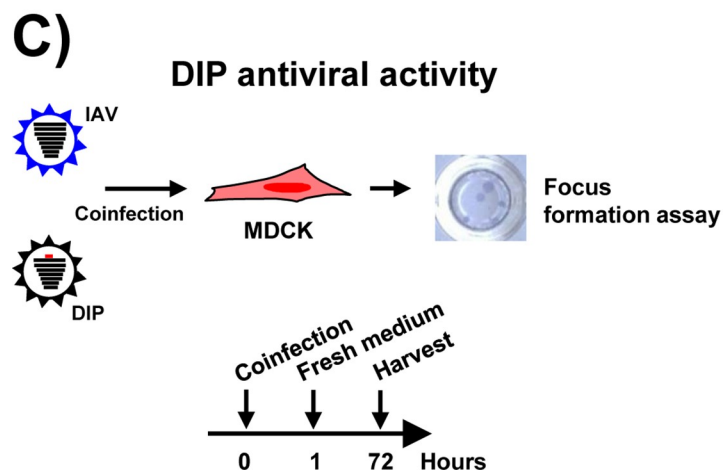 C)
DIP antiviral activity
IAV
Coinfection
MDCK
Focus
formation assay
DIP
Coinfection
Fresh medium
Harvest
0 1 72 Hours